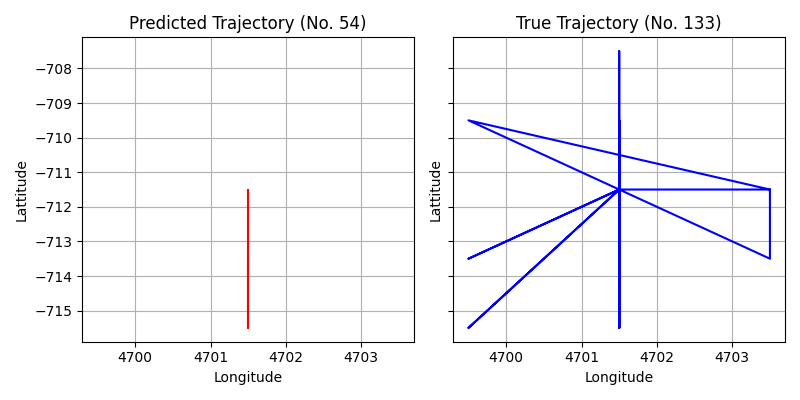 Predicted Trajectory (No. 54)
True Trajectory (No. 133)
−708
−709
−710
−711
−712
−713
−714
−715
Lattitude
Lattitude
4700 4701 4702 4703
4700 4701 4702 4703
Longitude
Longitude